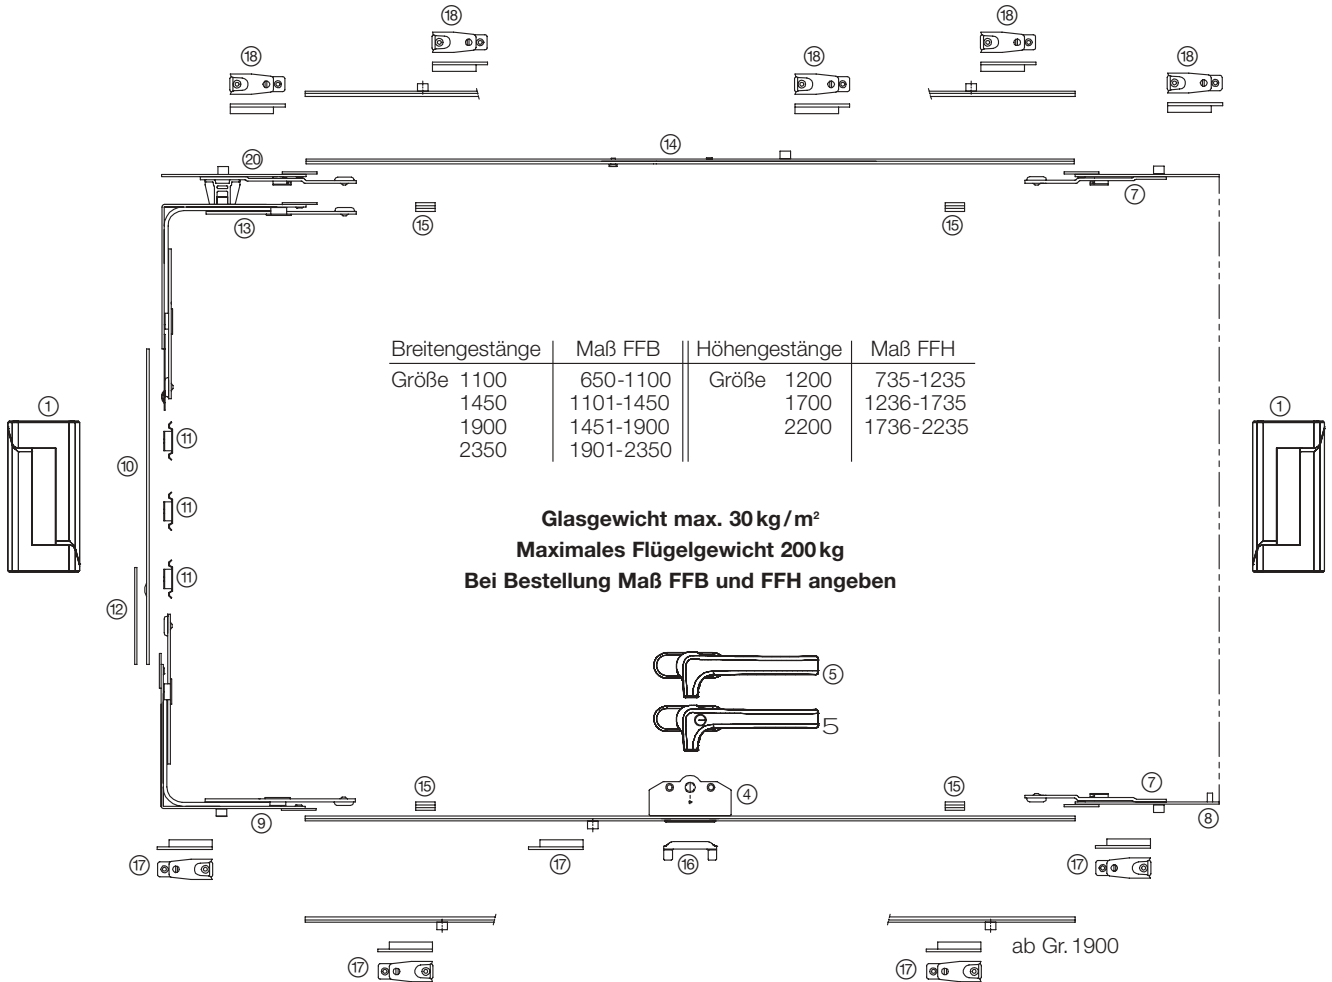 18 18
18 18 18
14
20 7
13 15 15
Breitengestänge Maß FFB Höhengestänge Maß FFH
Größe 1100 650-1100 Größe 1200 735-1235
1450 1101-1450 1700 1236-1735
1900 1451-1900 2200 1736-2235
2350 1901-2350
1 1
11
10
11
11
12
Glasgewicht max. 30 kg/m²
Maximales Flügelgewicht 200 kg
Bei Bestellung Maß FFB und FFH angeben
5
5
15 4 15 7
9 8
17 17 16 17
ab Gr. 1900
17 17